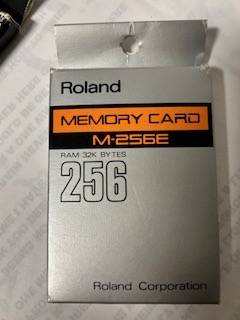 Roland
MEMORY CARD
M-256E
RAM 32K BYTES
256
Roland Corporation